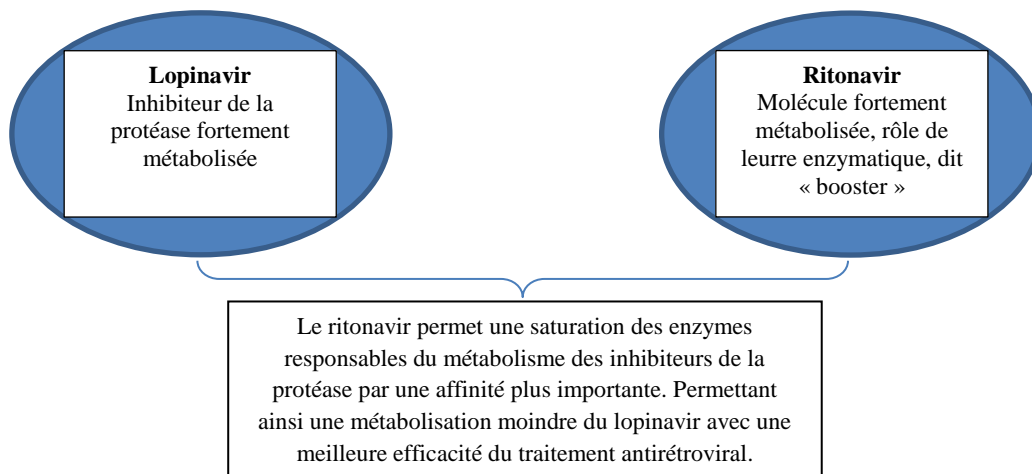 Lopinavir
Inhibiteur de la
protéase fortement
métabolisée
Ritonavir
Molécule fortement
métabolisée, rôle de
leurre enzymatique, dit
« booster »
Le ritonavir permet une saturation des enzymes
responsables du métabolisme des inhibiteurs de la
protéase par une affinité plus importante. Permettant
ainsi une métabolisation moindre du lopinavir avec une
meilleure efficacité du traitement antirétroviral.